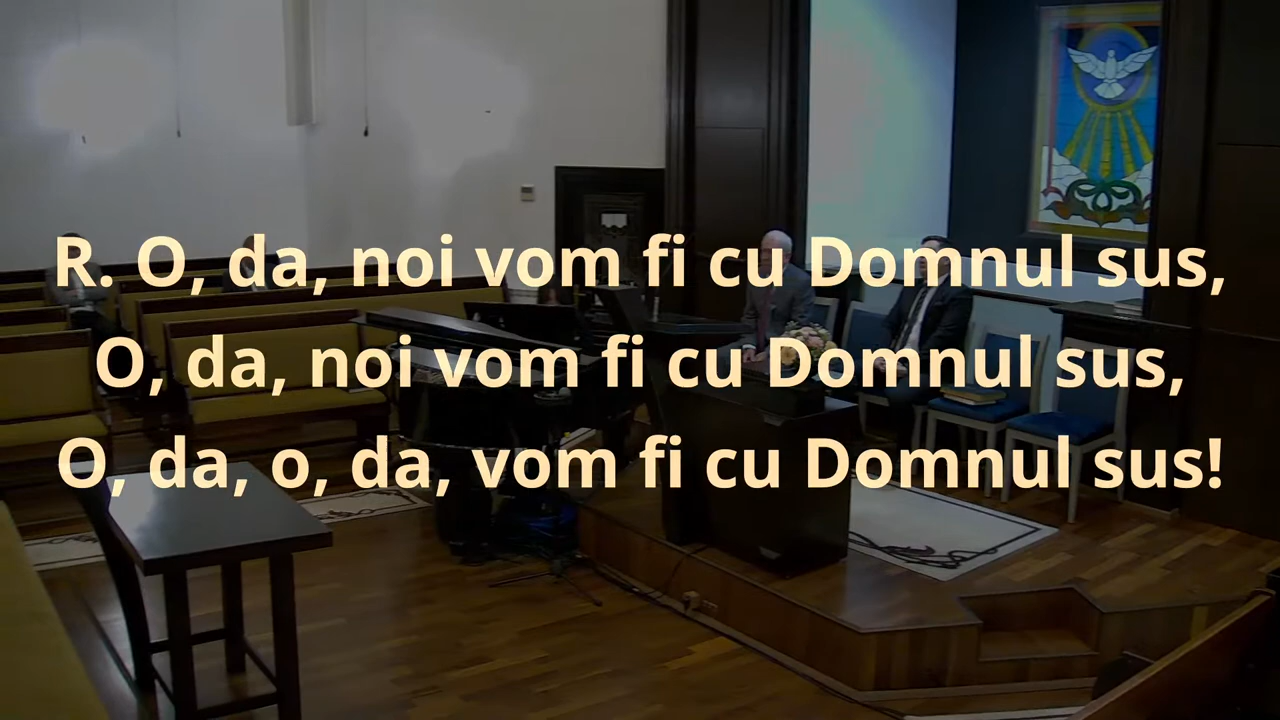 R. O, da, noi vom fi cu Domnul sus,
O, da, noi vom fi cu Domnul sus,
O, da, o, da, vom fi cu Domnul sus!